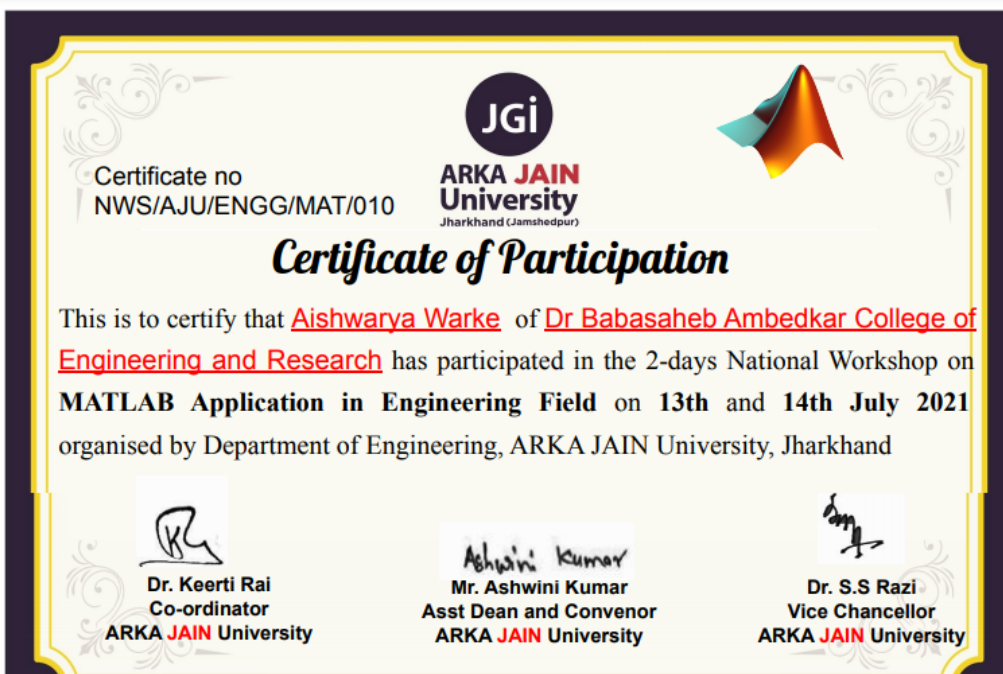 JGi
ARKA JAIN
University
Jharkhand (Jamshedpur)
Certificate no
NWS/AJU/ENGG/MAT/010
Certificate of Participation
This is to certify that Aishwarya Warke of Dr Babasaheb Ambedkar College of
Engineering and Research has participated in the 2-days National Workshop on
MATLAB Application in Engineering Field on 13th and 14th July 2021
organised by Department of Engineering, ARKA JAIN University, Jharkhand
Ashwini Kumar
Dr. Keerti Rai
Co-ordinator
ARKA JAIN University
Mr. Ashwini Kumar
Asst Dean and Convenor
ARKA JAIN University
Dr. S.S Razi
Vice Chancellor
ARKA JAIN University